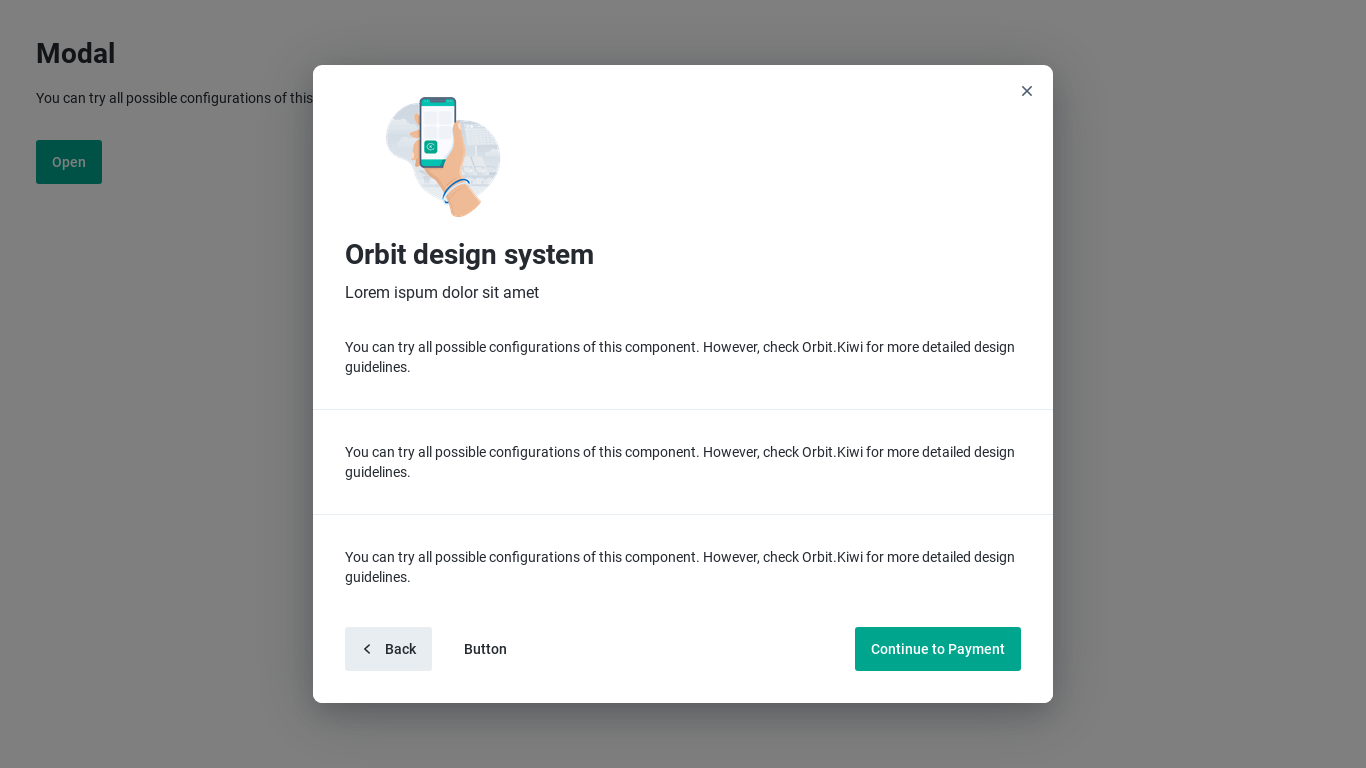 Modal
You can try all possible configurations of this
Open
Orbit design system
Lorem ispum dolor sit amet
You can try all possible configurations of this component. However, check Orbit.Kiwi for more detailed design
guidelines.
You can try all possible configurations of this component. However, check Orbit.Kiwi for more detailed design
guidelines.
You can try all possible configurations of this component. However, check Orbit.Kiwi for more detailed design
guidelines.
Back
Button
Continue to Payment